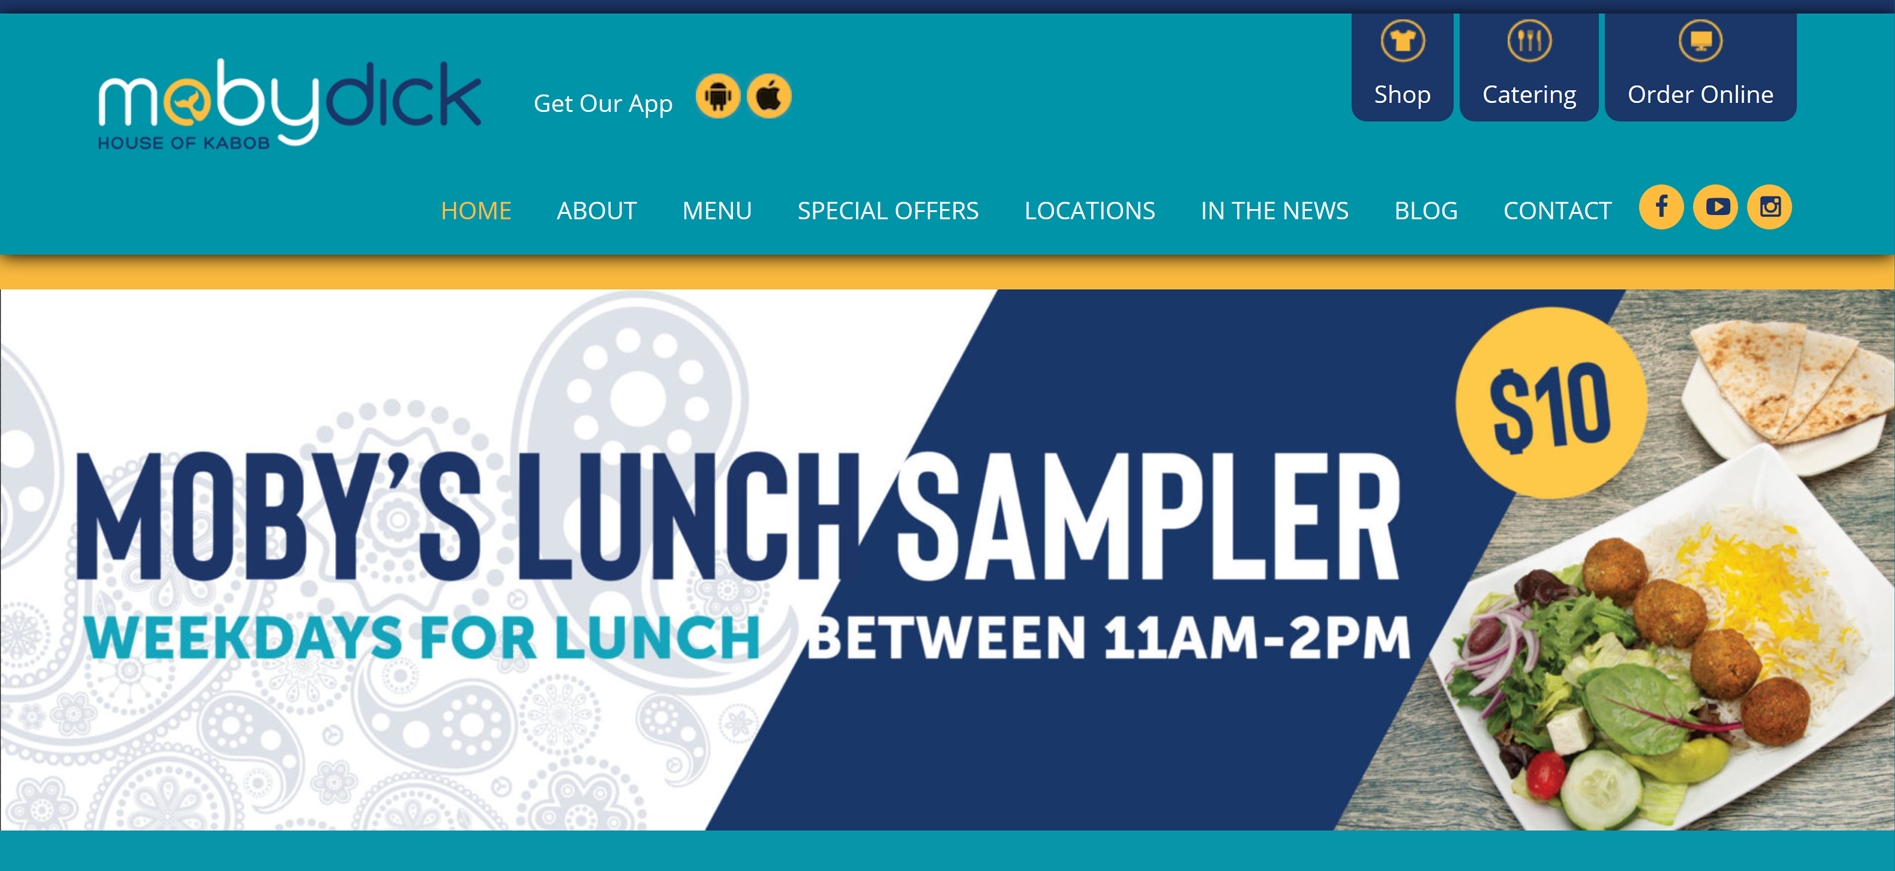 mobydick
HOUSE OF KABOB
Get Our App
Shop
Catering
Order Online
HOME
ABOUT
MENU
SPECIAL OFFERS
LOCATIONS
IN THE NEWS
BLOG
CONTACT
$10
MOBY'S LUNCH SAMPLER
WEEKDAYS FOR LUNCH BETWEEN 11AM-2PM